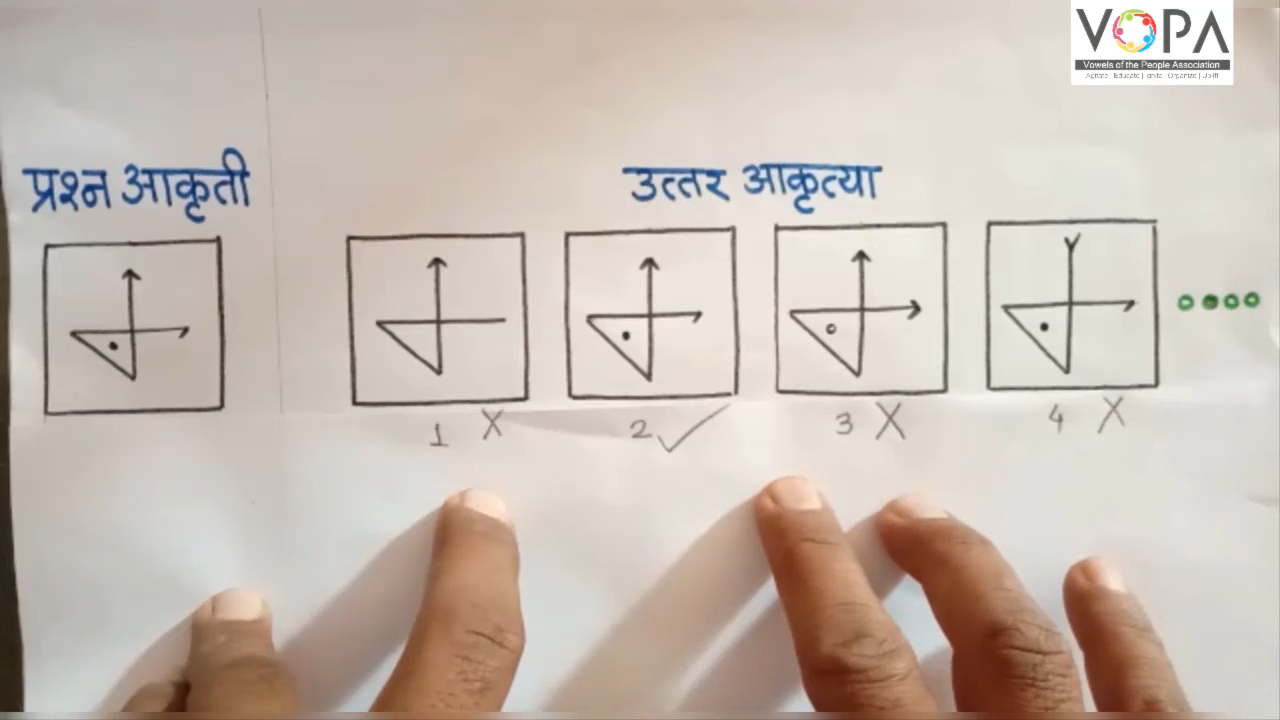 VOPA
Vowels of the People Association
प्रश्न आकृती
उत्तर आकृत्या
1 X
2 ✓
3 X
4 X